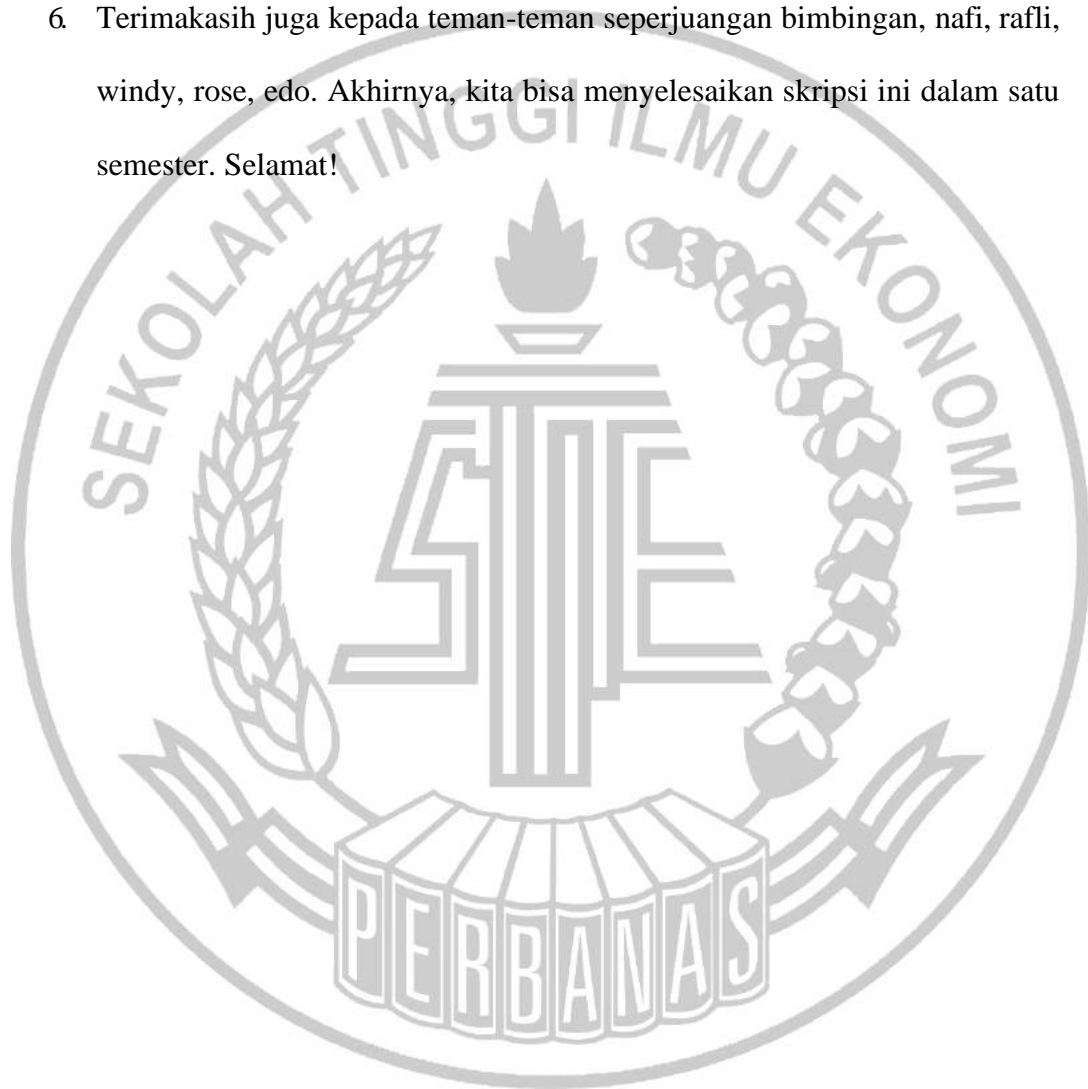 6. Terimakasih juga kepada teman-teman seperjuangan bimbingan, nafi, rafli,
windy, rose, edo. Akhirnya, kita bisa menyelesaikan skripsi ini dalam satu
semester. Selamat!
SEKOLAH TINGGI ILMU EKONOMI
STIE
PERBANAS